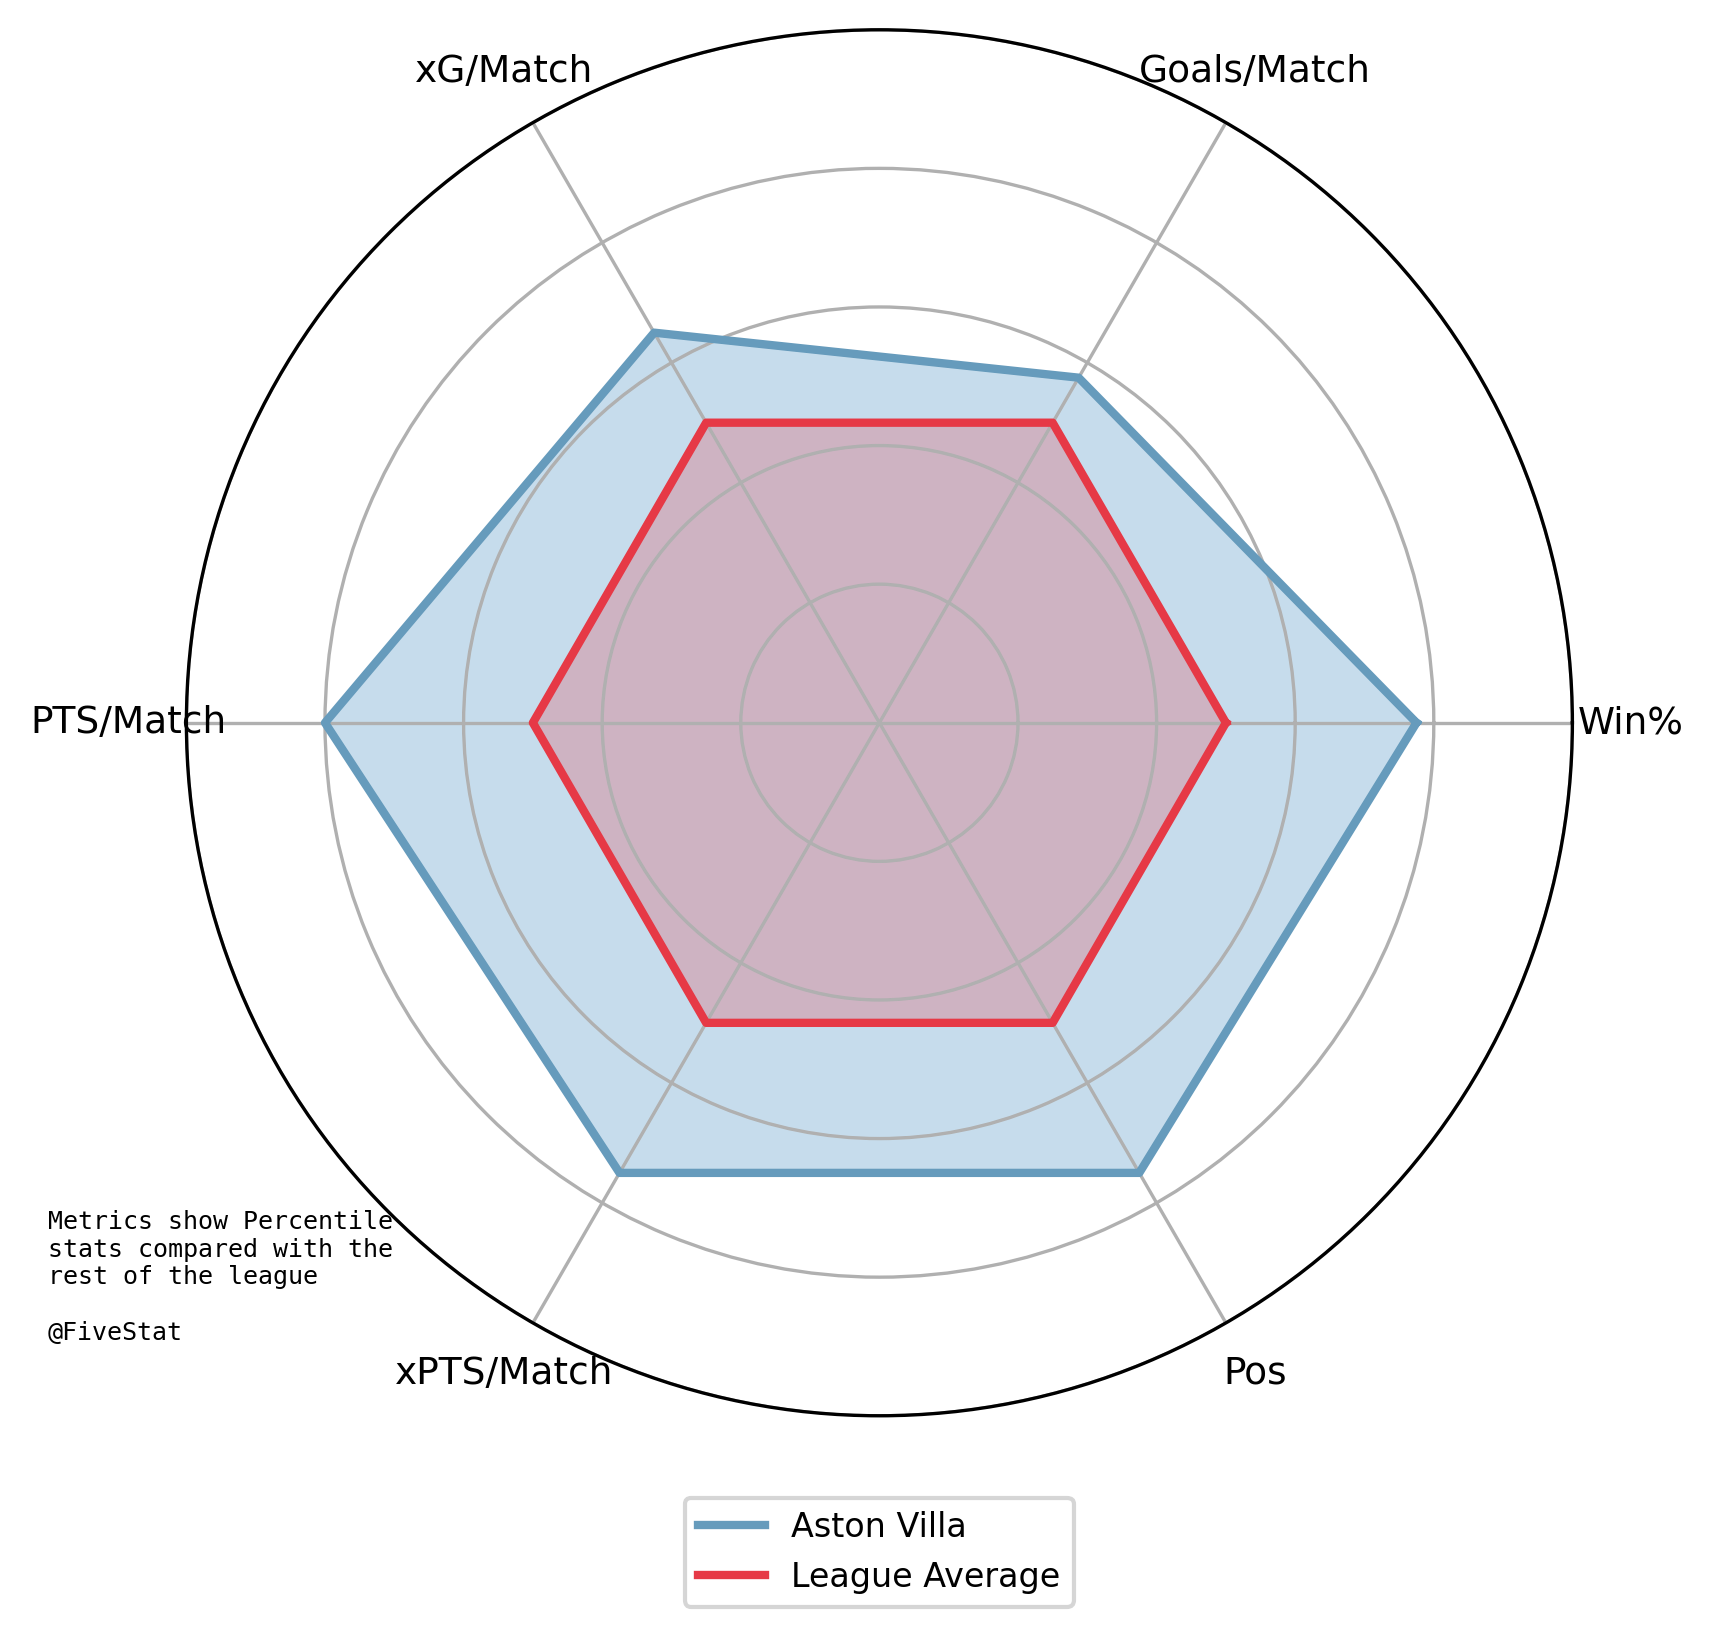 xG/Match
Goals/Match
PTS/Match
Win%
Metrics show Percentile
stats compared with the
rest of the league
@FiveStat
xPTS/Match
Pos
Aston Villa
League Average